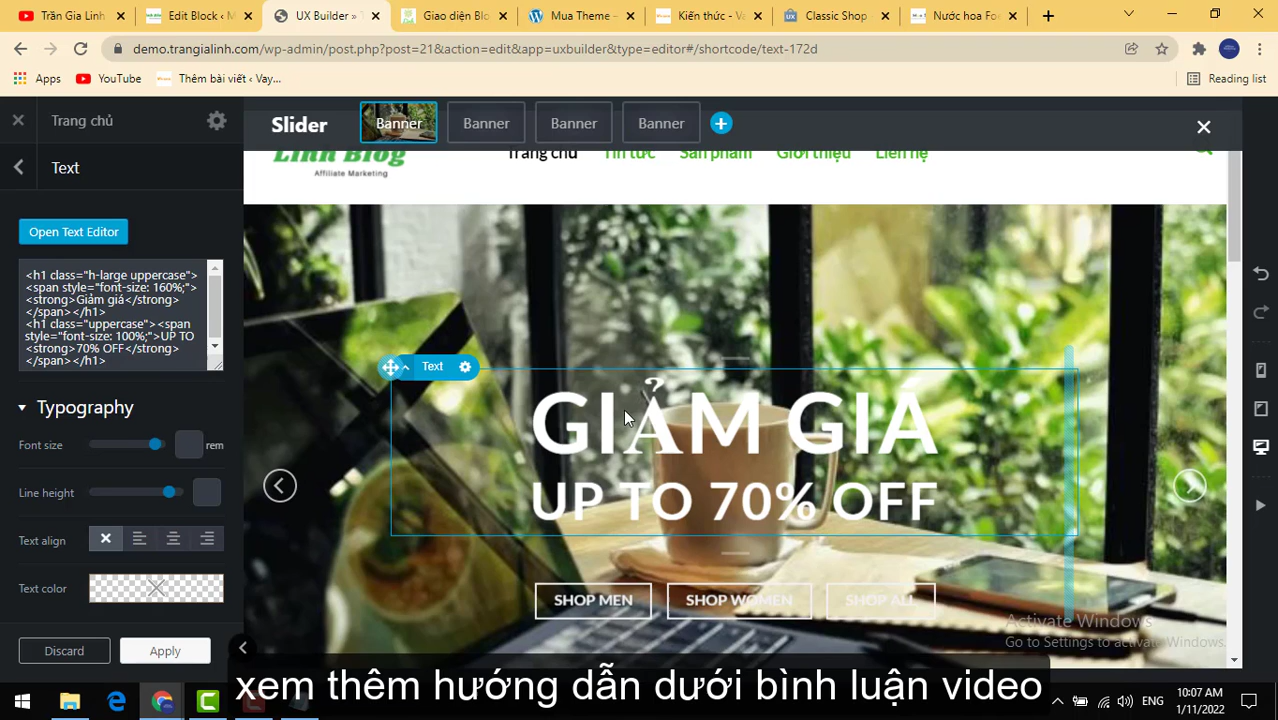 Trần Gia Linh
Edit Block ‹ M
UX Builder » T
Giao diện Blo
Mua Theme –
Kiến thức - Va
Classic Shop -
Nước hoa Fo
demo.trangialinh.com/wp-admin/post.php?post=21&action=edit&app=uxbuilder&type=editor#/shortcode/text-172d
Apps
YouTube
Thêm bài viết ‹ Vay...
Reading list
Trang chủ
Slider
Banner
Banner
Banner
Banner
Text
Linh Blog
Affiliate Marketing
Trang chủ
Tin tức
Sản phẩm
Giới thiệu
Liên hệ
Open Text Editor
<h1 class="h-large uppercase">
<span style="font-size: 160%;">
<strong>Giảm giá</strong>
</span></h1>
<h1 class="uppercase"><span
style="font-size: 100%;">UP TO
<strong>70% OFF</strong>
</span></h1>
Typography
Font size
rem
Line height
Text align
Text color
Discard
Apply
Text
GIẢM GIA
UP TO 70% OFF
SHOP MEN
SHOP WOMEN
SHOP ALL
Activate Windows
Go to Settings to activate Windows.
xem thêm hướng dẫn dưới bình luận video
ENG
10:07 AM
1/11/2022